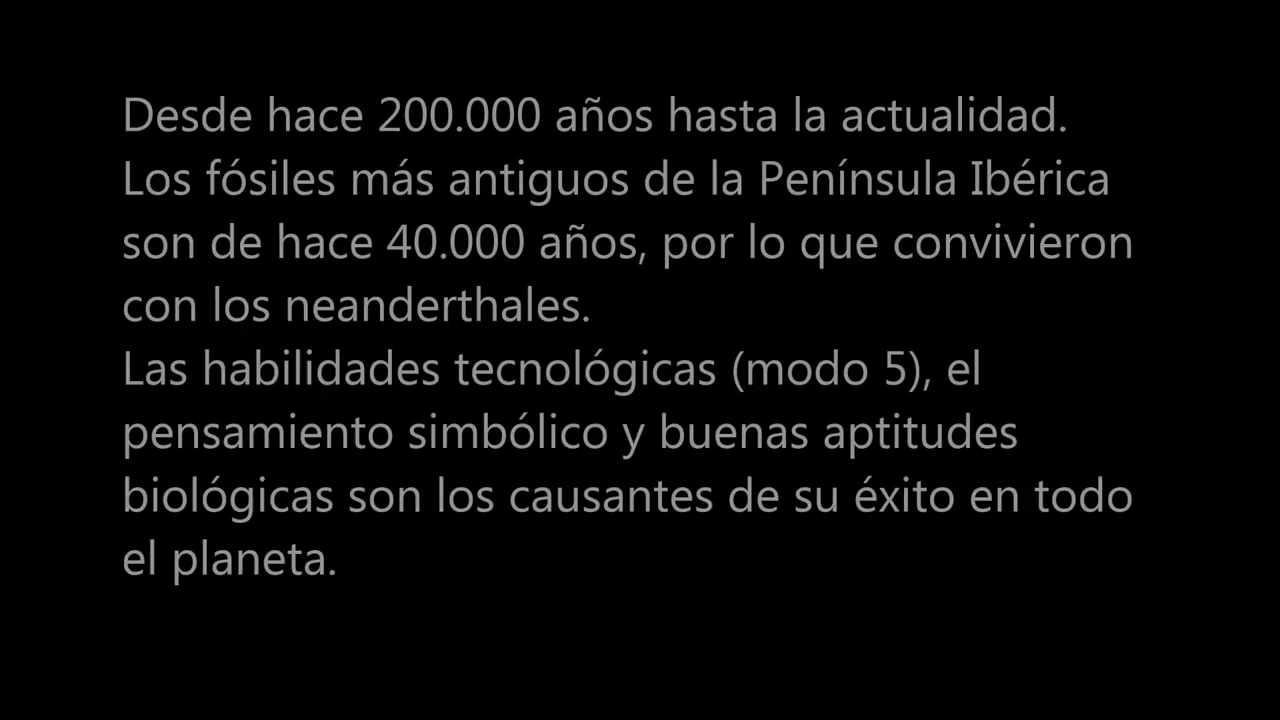 Desde hace 200.000 años hasta la actualidad.
Los fósiles más antiguos de la Península Ibérica
son de hace 40.000 años, por lo que convivieron
con los neanderthales.
Las habilidades tecnológicas (modo 5), el
pensamiento simbólico y buenas aptitudes
biológicas son los causantes de su éxito en todo
el planeta.